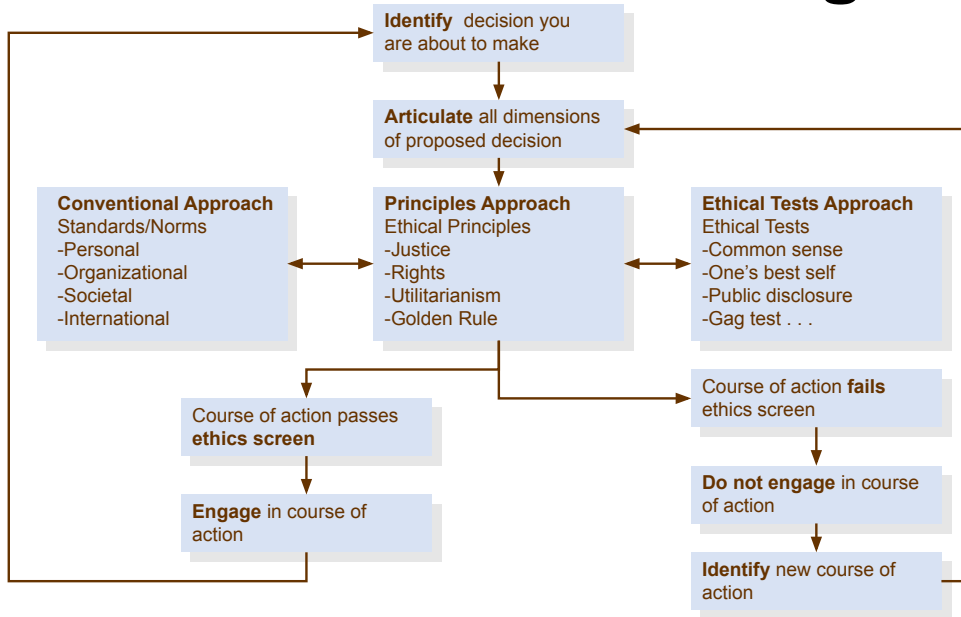 Identify decision you
are about to make
Articulate all dimensions
of proposed decision
Conventional Approach
Standards/Norms
-Personal
-Organizational
-Societal
-International
Principles Approach
Ethical Principles
-Justice
-Rights
-Utilitarianism
-Golden Rule
Ethical Tests Approach
Ethical Tests
-Common sense
-One’s best self
-Public disclosure
-Gag test . . .
Course of action passes
ethics screen
Engage in course of
action
Course of action fails
ethics screen
Do not engage in course
of action
Identify new course of
action